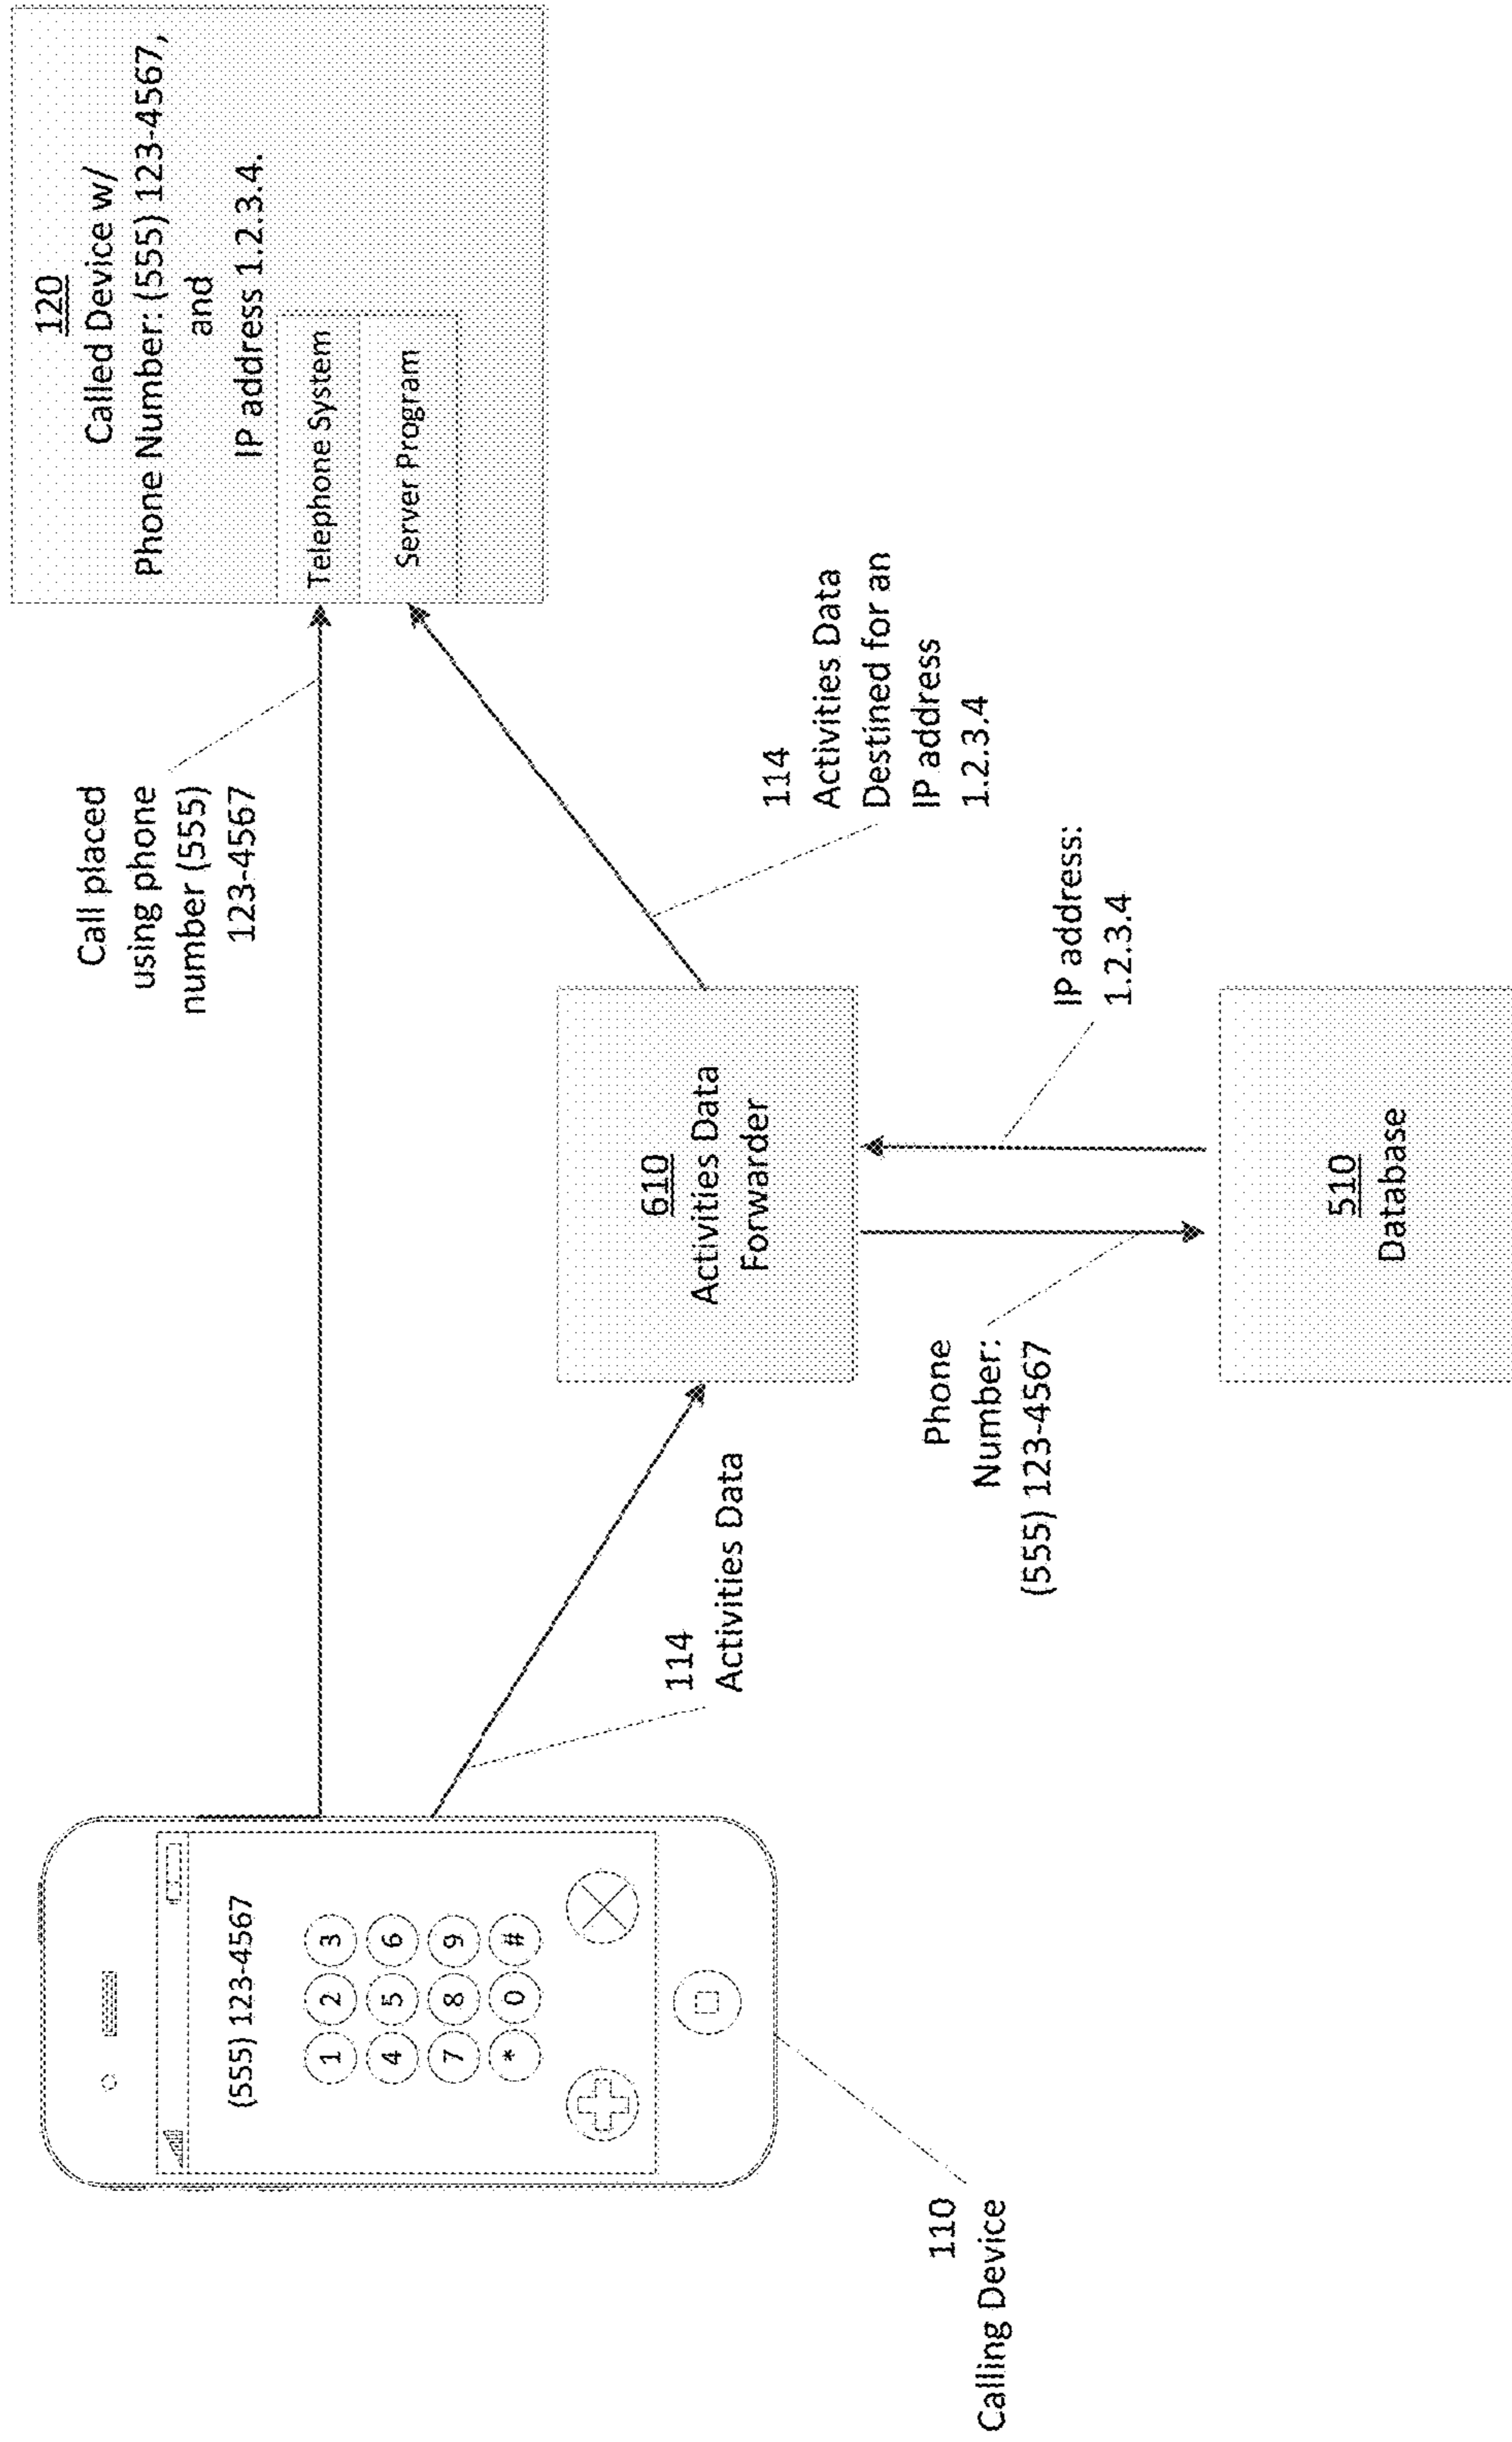 120
Called Device w/
Phone Number: (555) 123-4567,
and
IP address 1.2.3.4.
Telephone System
Server Program
Call placed
using phone
number (555)
123-4567
(555) 123-4567
1 2 3
4 5 6
7 8 9
* 0 #
114
Activities Data
610
Activities Data
Forwarder
114
Activities Data
Destined for an
IP address
1.2.3.4
Phone
Number:
(555) 123-4567
IP address:
1.2.3.4
510
Database
110
Calling Device